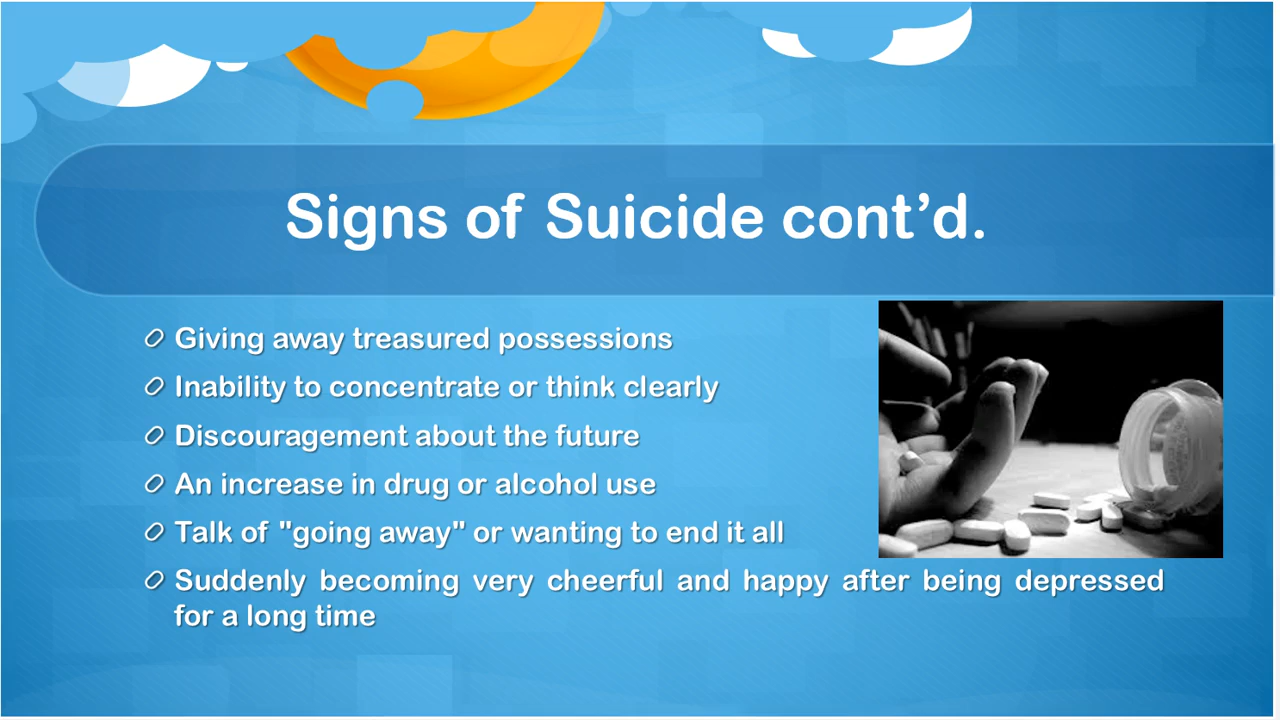 Signs of Suicide cont’d.
Giving away treasured possessions
Inability to concentrate or think clearly
Discouragement about the future
An increase in drug or alcohol use
Talk of "going away" or wanting to end it all
Suddenly becoming very cheerful and happy after being depressed
for a long time